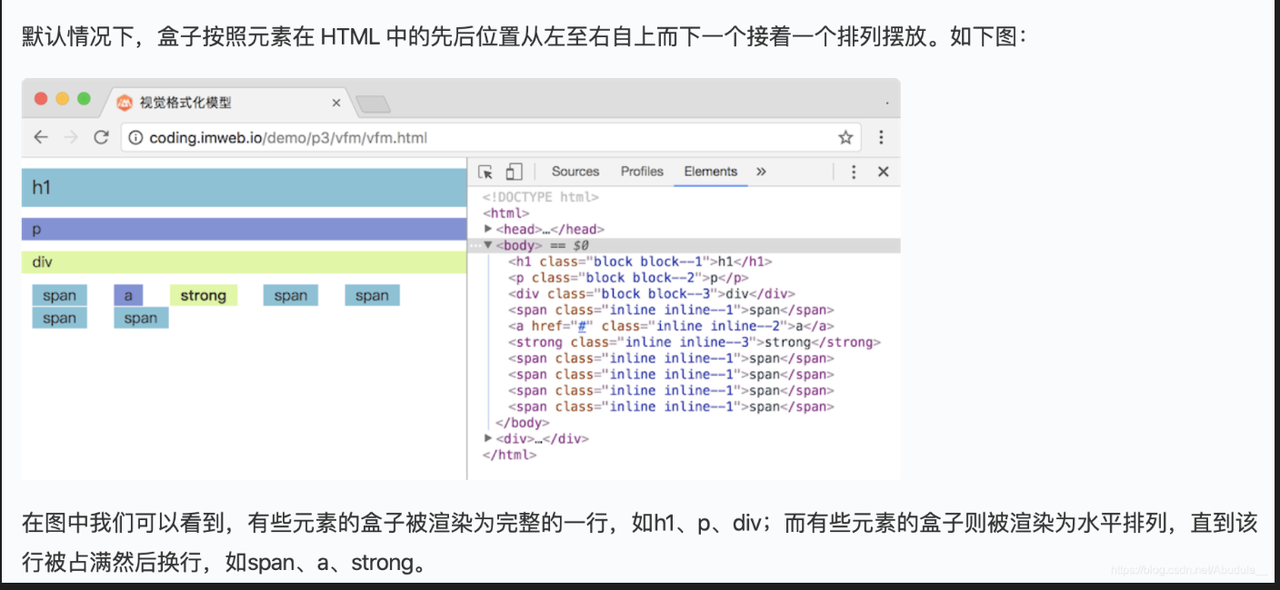 默认情况下，盒子按照元素在 HTML 中的先后位置从左至右自上而下一个接着一个排列摆放。如下图：
视觉格式化模型 ×
coding.imweb.io/demo/p3/vfm/vfm.html
Sources Profiles Elements »
h1
p
div
span a strong span span
span span
<!DOCTYPE html>
<html>
<head>…</head>
<body> == $0
<h1 class="block block--1">h1</h1>
<p class="block block--2">p</p>
<div class="block block--3">div</div>
<span class="inline inline--1">span</span>
<a href="#" class="inline inline--2">a</a>
<strong class="inline inline--3">strong</strong>
<span class="inline inline--1">span</span>
<span class="inline inline--1">span</span>
<span class="inline inline--1">span</span>
<span class="inline inline--1">span</span>
</body>
<div>…</div>
</html>
在图中我们可以看到，有些元素的盒子被渲染为完整的一行，如h1、p、div；而有些元素的盒子则被渲染为水平排列，直到该
行被占满然后换行，如span、a、strong。